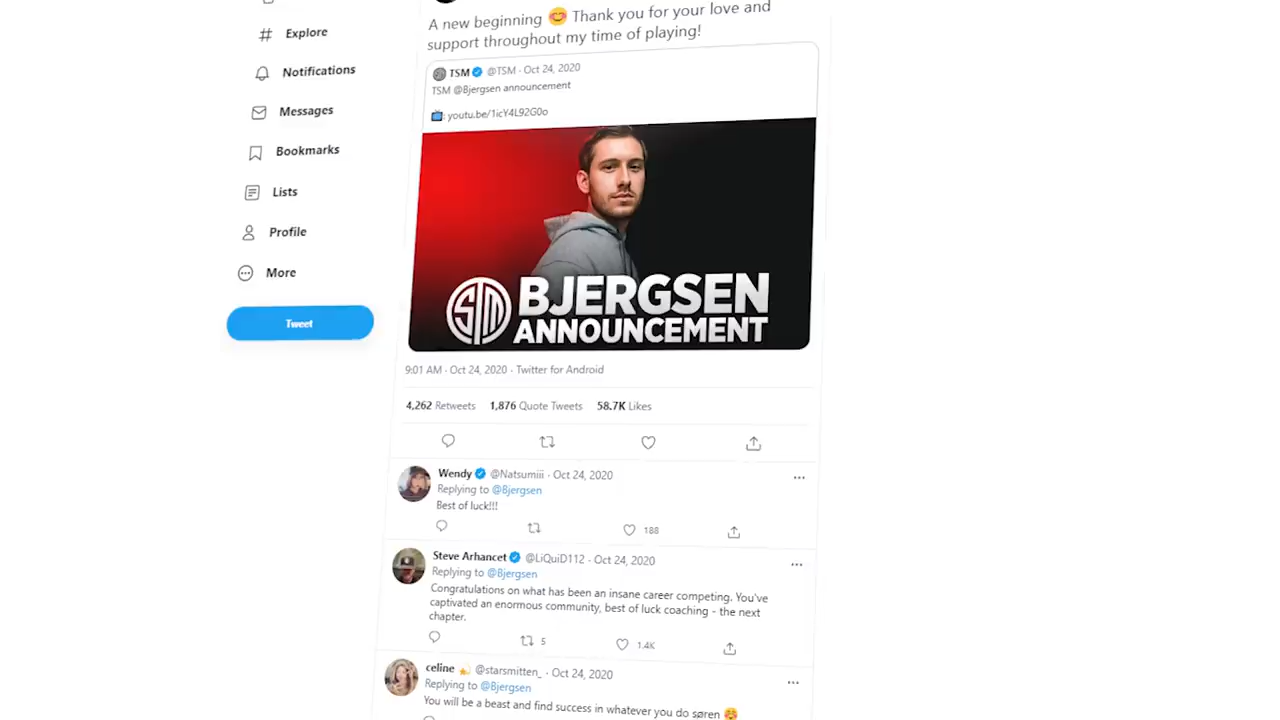 Explore
Notifications
Messages
Bookmarks
Lists
Profile
More
Tweet
A new beginning 😊 Thank you for your love and
support throughout my time of playing!
TSM @TSM · Oct 24, 2020
TSM @Bjergsen announcement
📺: youtu.be/1icY4L92G0o
TSM BJERGSEN
ANNOUNCEMENT
9:01 AM · Oct 24, 2020 · Twitter for Android
4,262 Retweets 1,876 Quote Tweets 58.7K Likes
Wendy @Natsumiii · Oct 24, 2020
Replying to @Bjergsen
Best of luck!!!
188
Steve Arhancet @LiQuiD112 · Oct 24, 2020
Replying to @Bjergsen
Congratulations on what has been an insane career competing. You've
captivated an enormous community, best of luck coaching - the next
chapter.
5 1.4K
celine 💫 @starsmitten_ · Oct 24, 2020
Replying to @Bjergsen
You will be a beast and find success in whatever you do søren 🥰